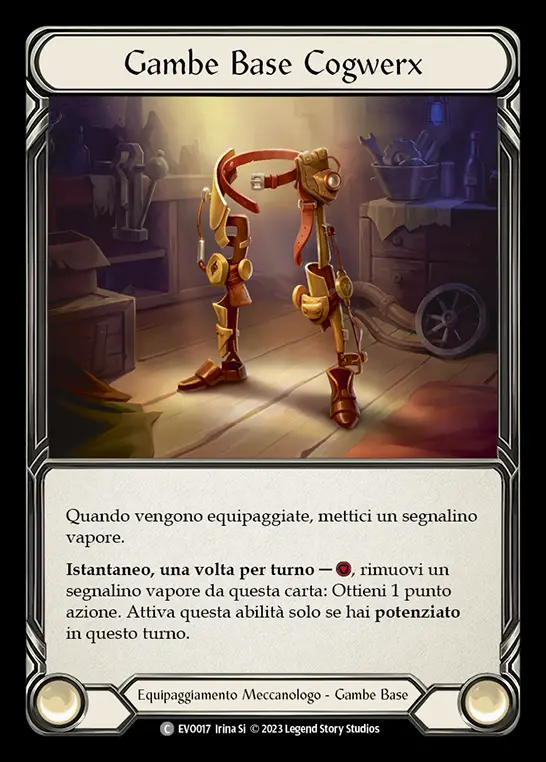 Gambe Base Cogwerx
Quando vengono equipaggiate, mettici un segnalino
vapore.
Istantaneo, una volta per turno — , rimuovi un
segnalino vapore da questa carta: Ottieni 1 punto
azione. Attiva questa abilità solo se hai potenziato
in questo turno.
Equipaggiamento Meccanologo - Gambe Base
C EVO017 Irina Si © 2023 Legend Story Studios